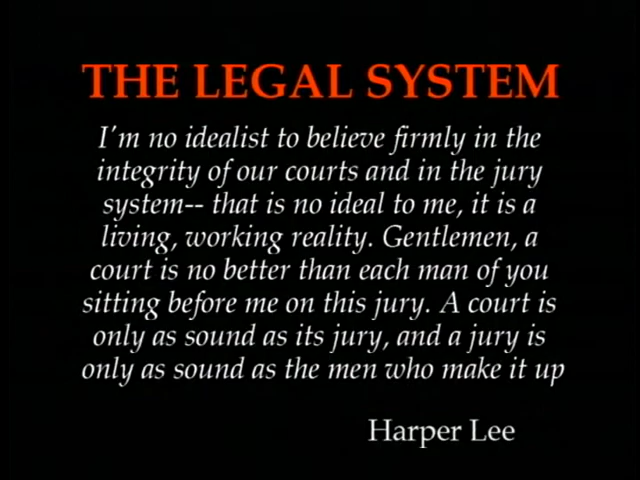 THE LEGAL SYSTEM
I'm no idealist to believe firmly in the
integrity of our courts and in the jury
system-- that is no ideal to me, it is a
living, working reality. Gentlemen, a
court is no better than each man of you
sitting before me on this jury. A court is
only as sound as its jury, and a jury is
only as sound as the men who make it up
Harper Lee